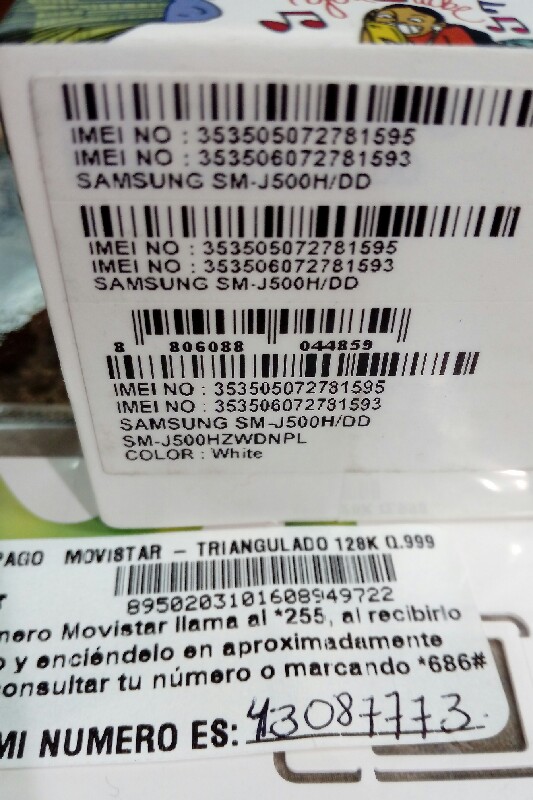 IMEI NO : 353505072781595
IMEI NO : 353506072781593
SAMSUNG SM-J500H/DD
IMEI NO : 353505072781595
IMEI NO : 353506072781593
SAMSUNG SM-J500H/DD
8 806088 044859
IMEI NO : 353505072781595
IMEI NO : 353506072781593
SAMSUNG SM-J500H/DD
SM-J500HZWDNPL
COLOR : White
PAGO MOVISTAR – TRIANGULADO 128K Q.999
8950203101608949722
mero Movistar llama al *255, al recibirlo
o y enciéndelo en aproximadamente
consultar tu número o marcando *686#
MI NUMERO ES: 43087773